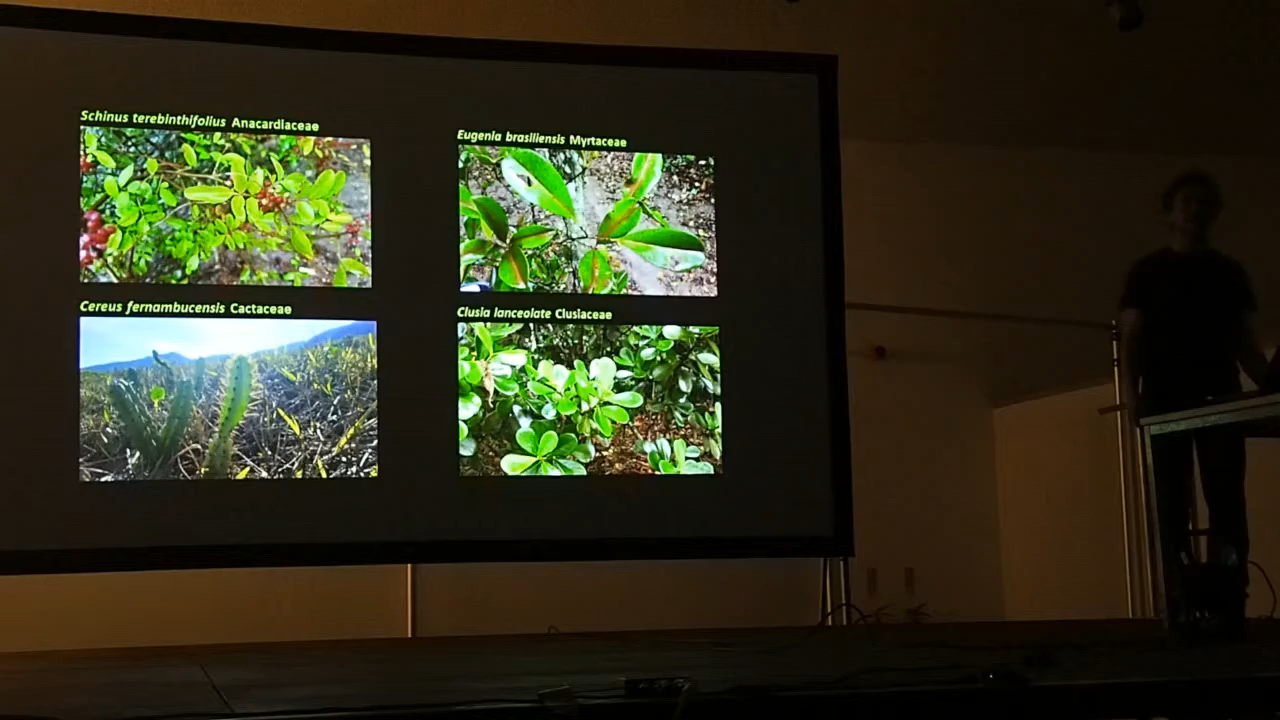 Schinus terebinthifolius Anacardiaceae
Eugenia brasiliensis Myrtaceae
Cereus fernambucensis Cactaceae
Clusia lanceolate Clusiaceae